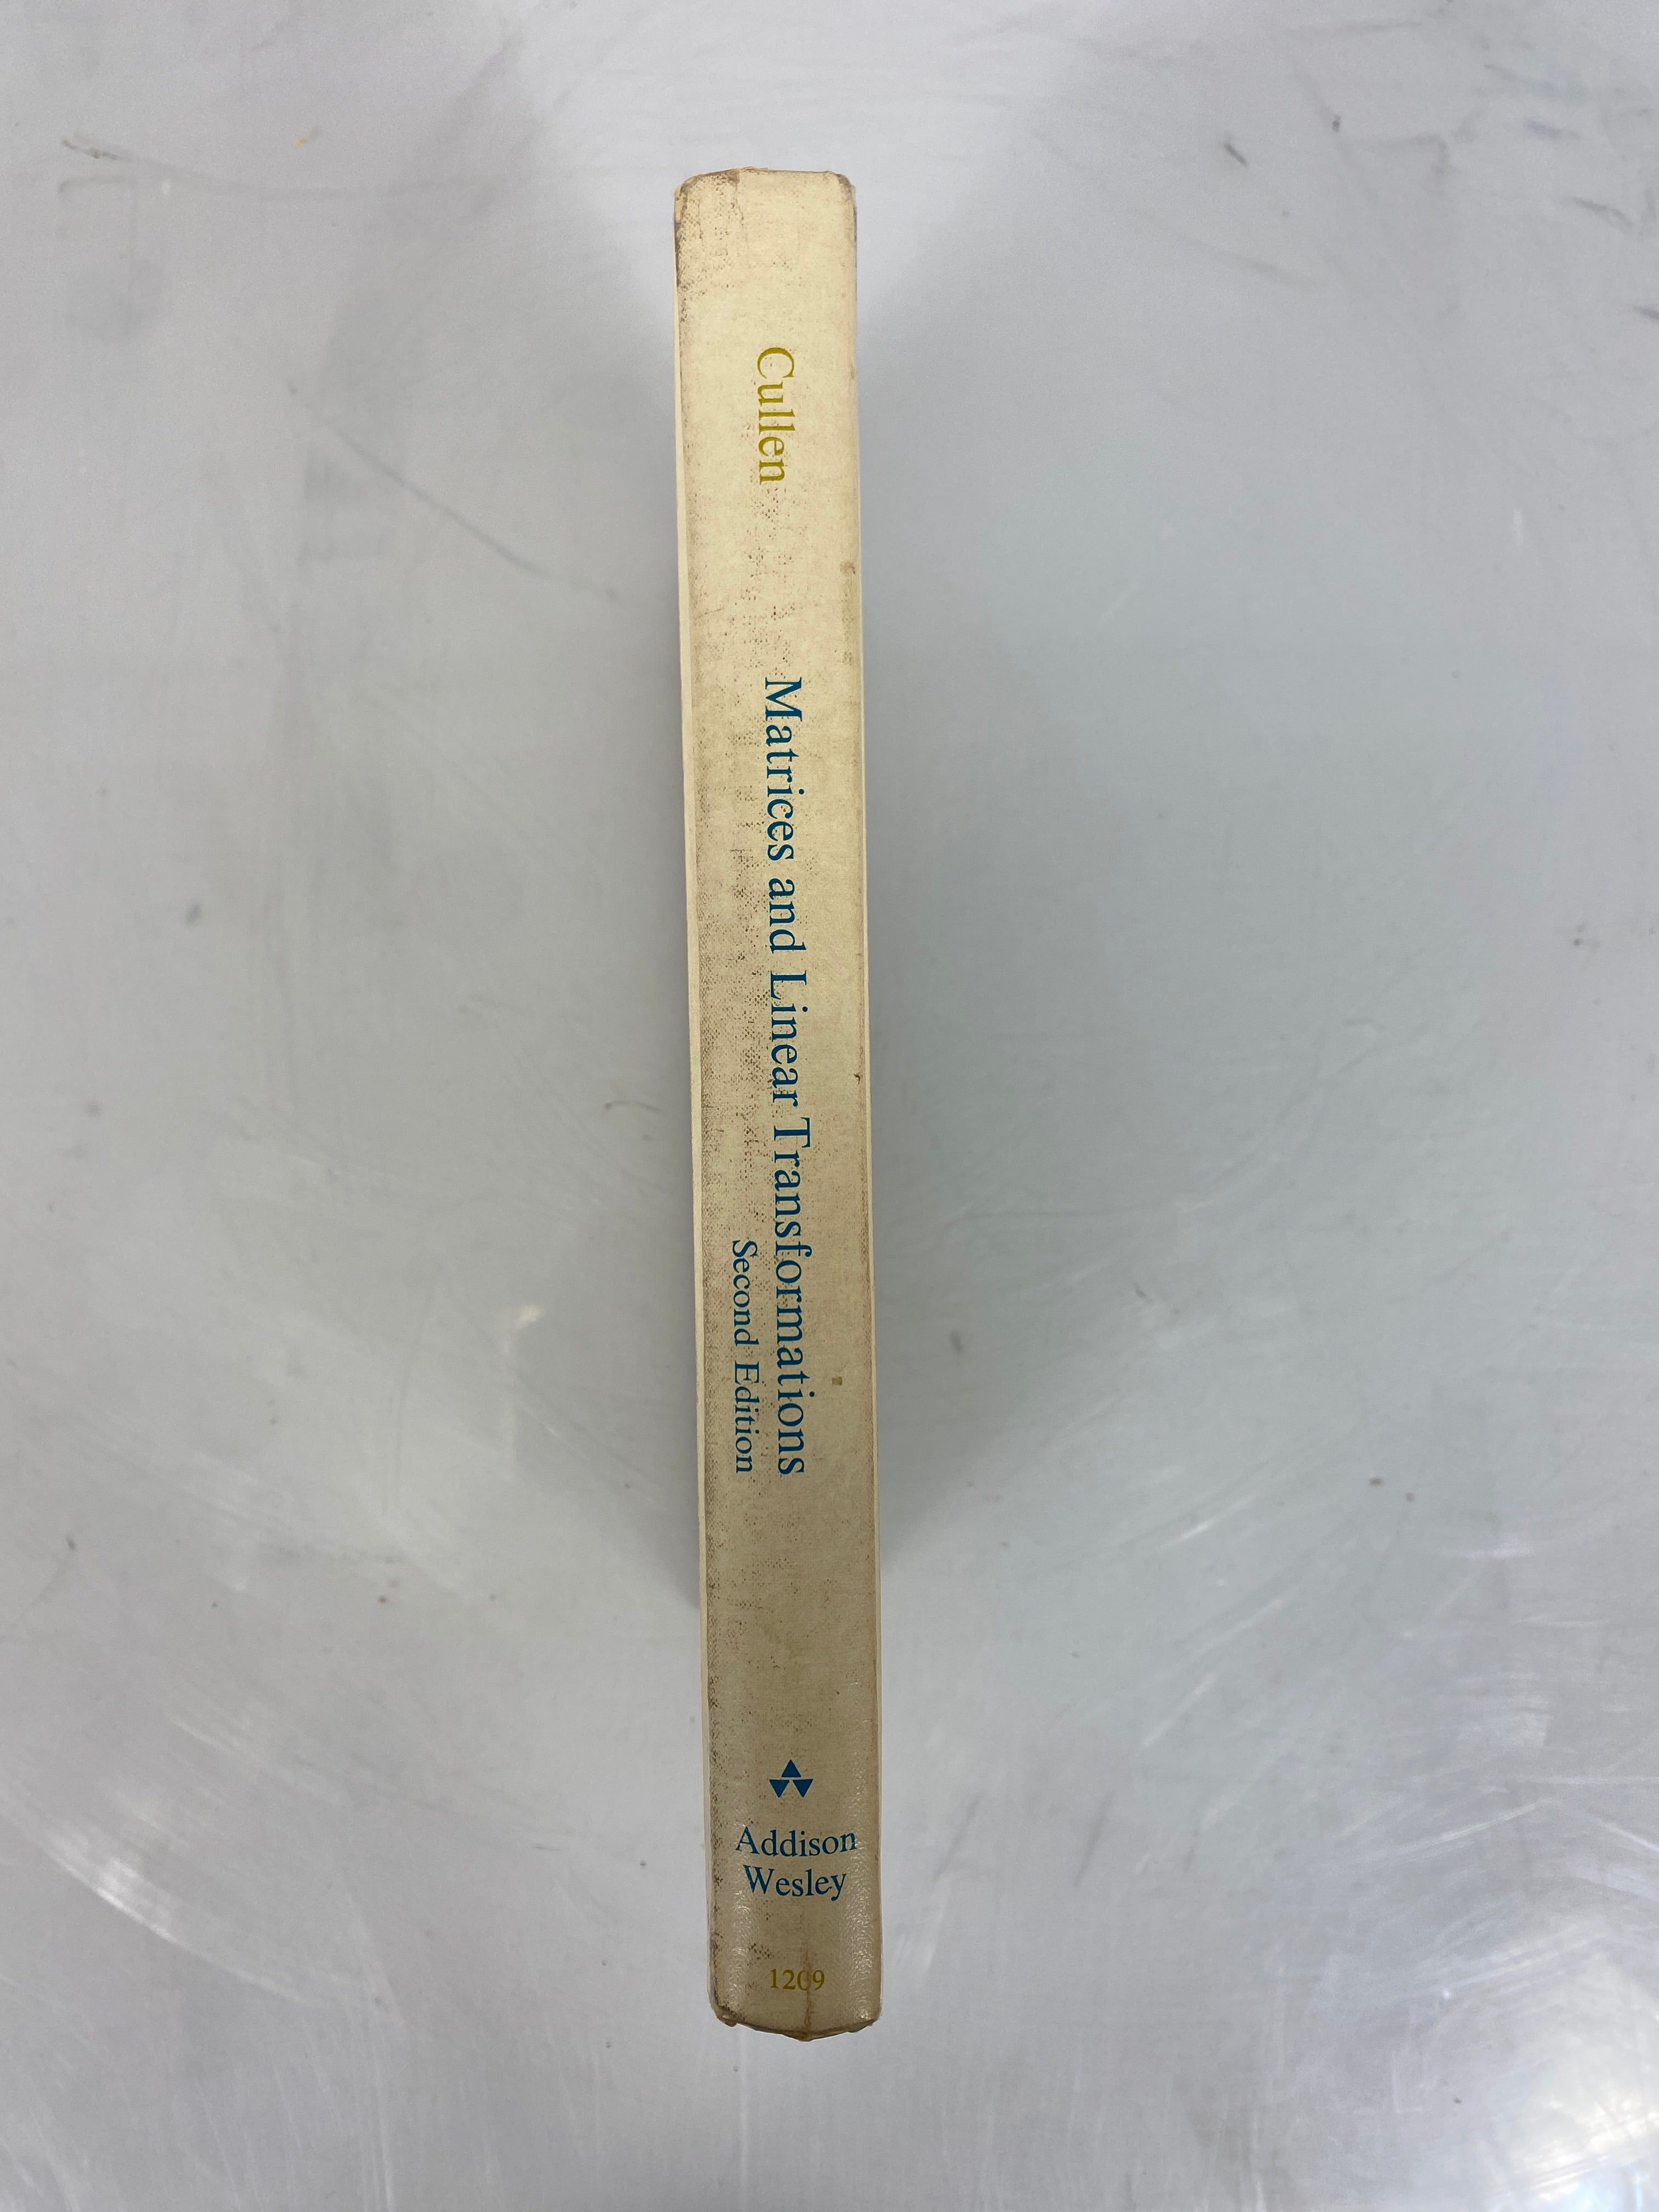 Cullen
Matrices and Linear Transformations
Second Edition
Addison
Wesley
1209